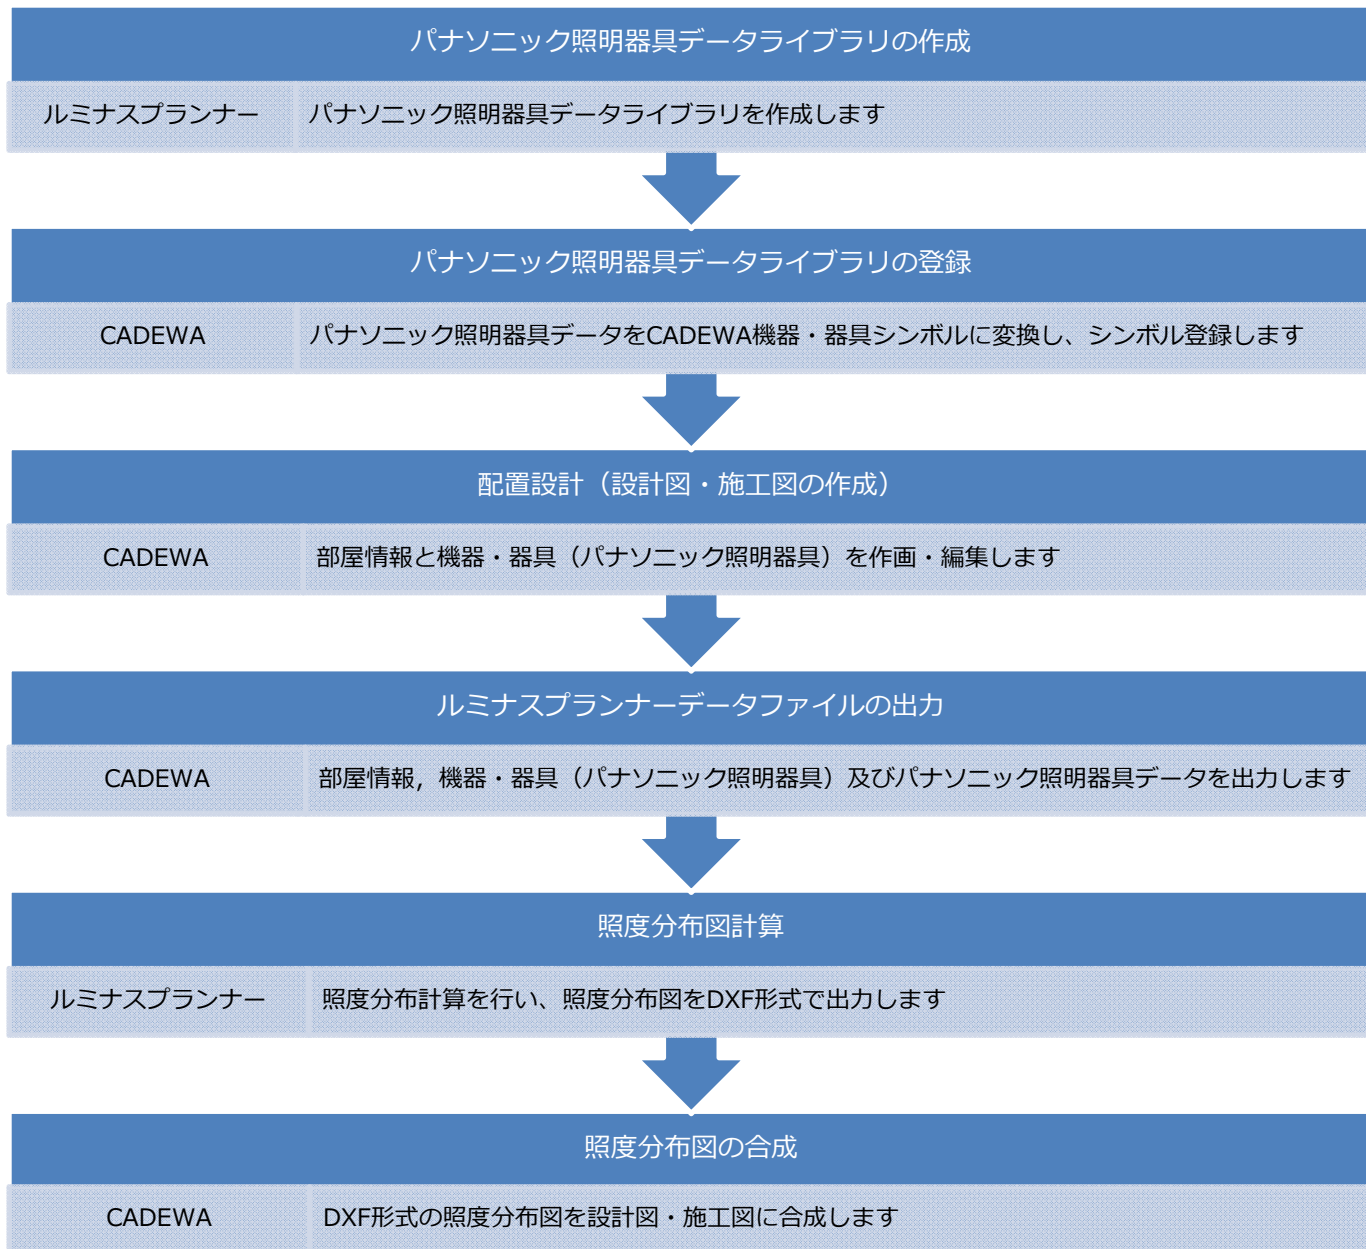 パナソニック照明器具データライブラリの作成
ルミナスプランナー パナソニック照明器具データライブラリを作成します
パナソニック照明器具データライブラリの登録
CADEWA パナソニック照明器具データをCADEWA機器・器具シンボルに変換し、シンボル登録します
配置設計（設計図・施工図の作成）
CADEWA 部屋情報と機器・器具（パナソニック照明器具）を作画・編集します
ルミナスプランナーデータファイルの出力
CADEWA 部屋情報，機器・器具（パナソニック照明器具）及びパナソニック照明器具データを出力します
照度分布図計算
ルミナスプランナー 照度分布計算を行い、照度分布図をDXF形式で出力します
照度分布図の合成
CADEWA DXF形式の照度分布図を設計図・施工図に合成します